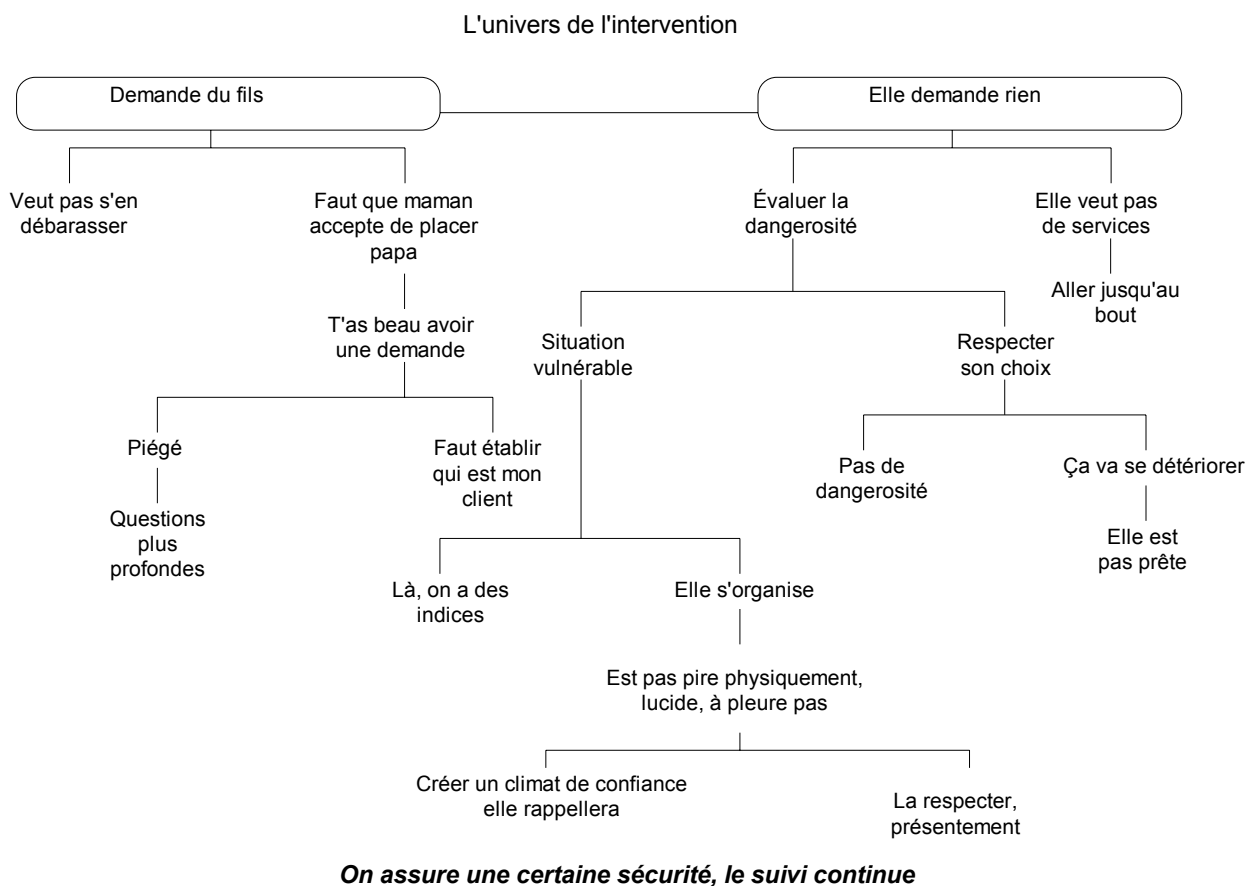 L'univers de l'intervention
Demande du fils
Elle demande rien
Veut pas s'en
débarasser
Faut que maman
accepte de placer
papa
Évaluer la
dangerosité
Elle veut pas
de services
Aller jusqu'au
bout
T'as beau avoir
une demande
Situation
vulnérable
Respecter
son choix
Piégé
Faut établir
qui est mon
client
Pas de
dangerosité
Ça va se détériorer
Questions
plus
profondes
Elle est
pas prête
Là, on a des
indices
Elle s'organise
Est pas pire physiquement,
lucide, à pleure pas
Créer un climat de confiance
elle rappellera
La respecter,
présentement
On assure une certaine sécurité, le suivi continue